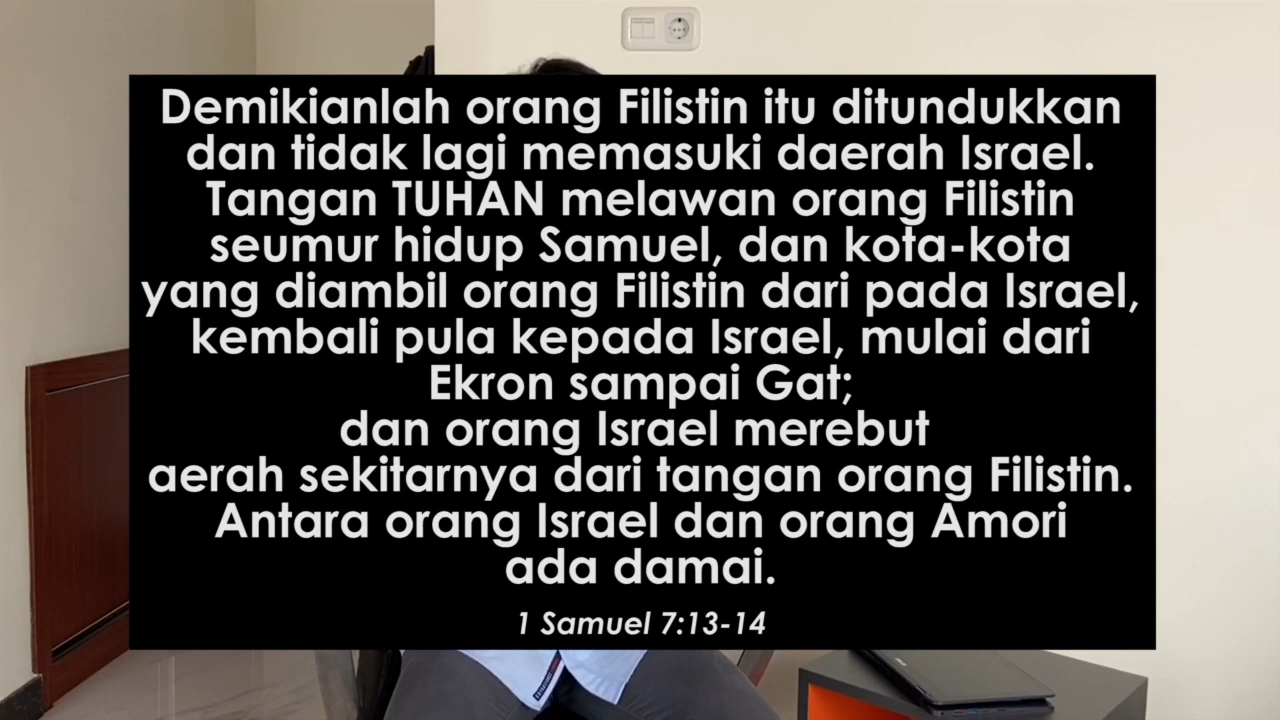 Demikianlah orang Filistin itu ditundukkan
dan tidak lagi memasuki daerah Israel.
Tangan TUHAN melawan orang Filistin
seumur hidup Samuel, dan kota-kota
yang diambil orang Filistin dari pada Israel,
kembali pula kepada Israel, mulai dari
Ekron sampai Gat;
dan orang Israel merebut
aerah sekitarnya dari tangan orang Filistin.
Antara orang Israel dan orang Amori
ada damai.
1 Samuel 7:13-14